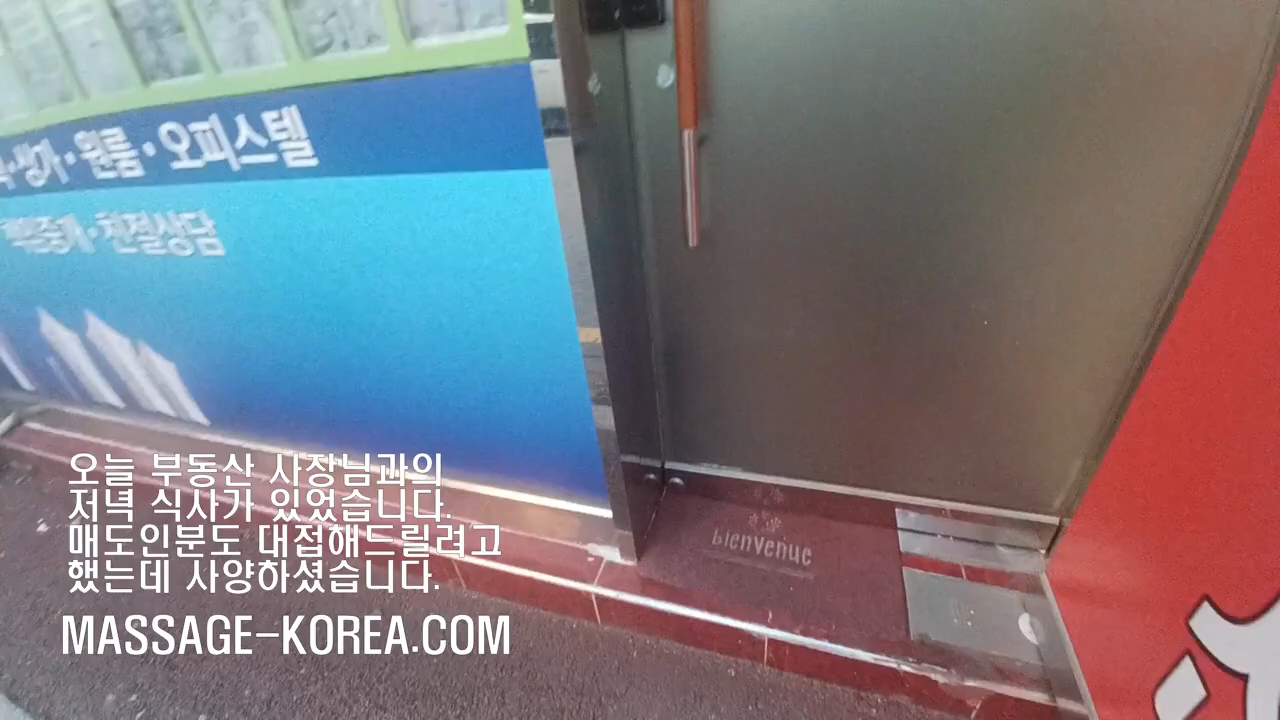 상가·원룸·오피스텔
친절상담
오늘 부동산 사장님과의
저녁 식사가 있었습니다.
매도인분도 대접해드릴려고
했는데 사양하셨습니다.
bienvenue
MASSAGE-KOREA.COM